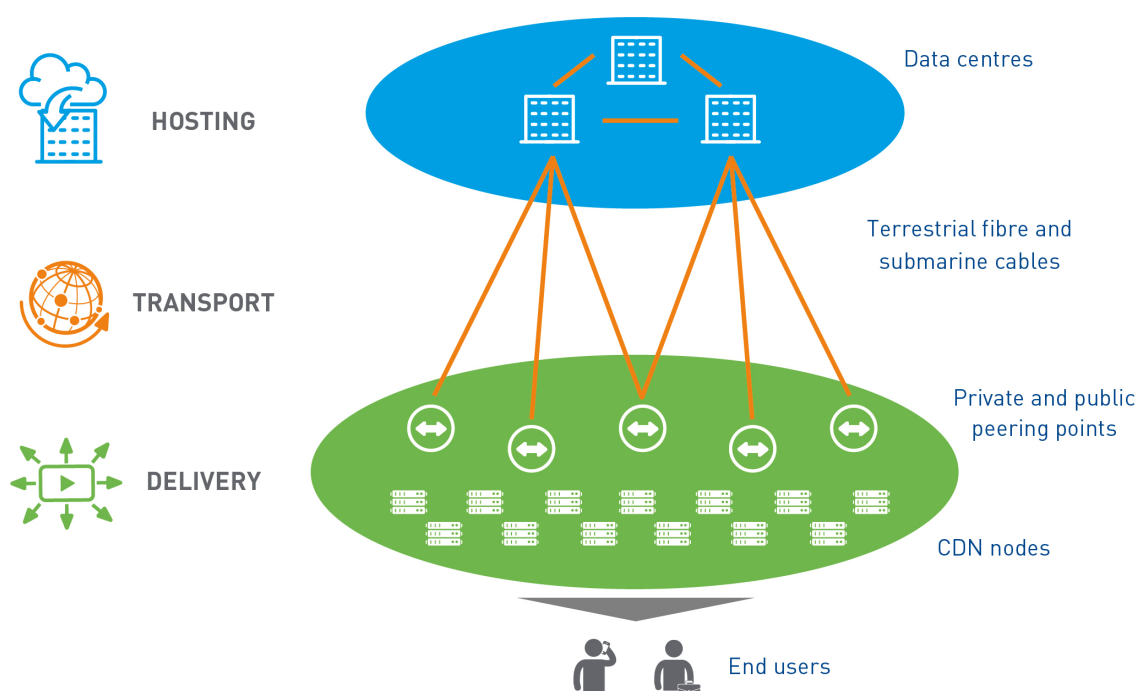 Data centres
HOSTING
Terrestrial fibre and
submarine cables
TRANSPORT
Private and public
peering points
DELIVERY
CDN nodes
End users